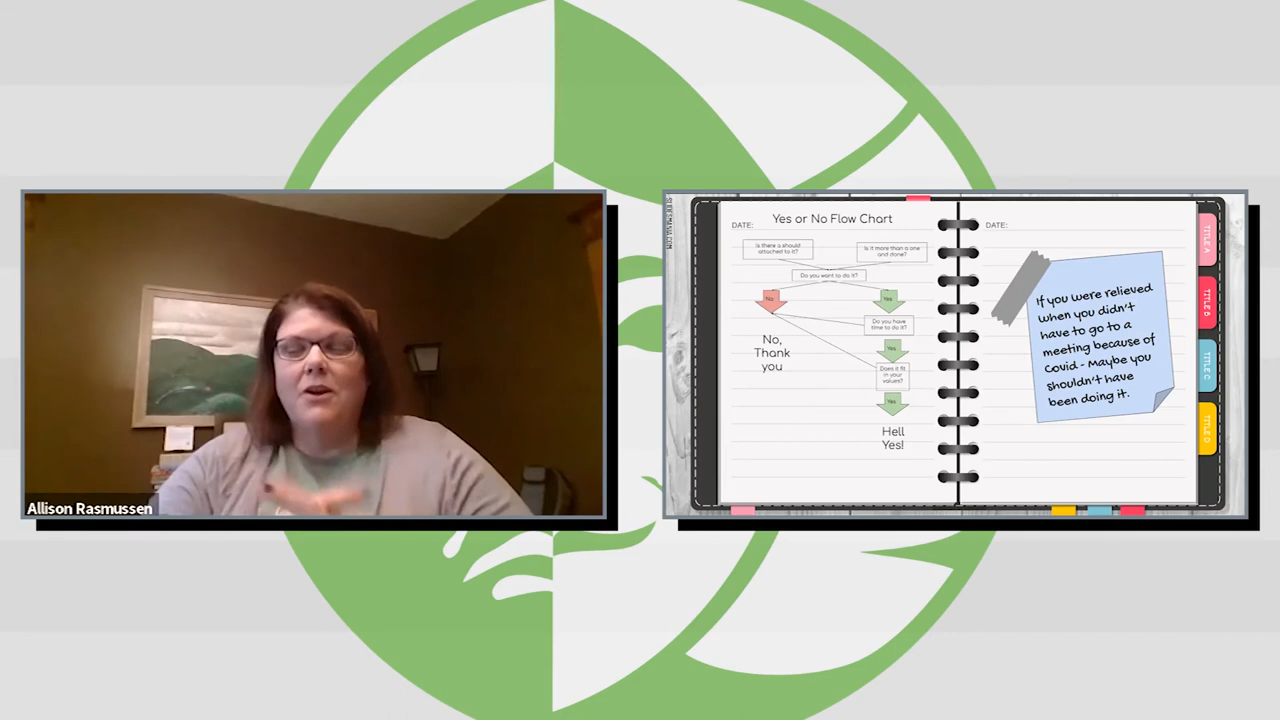 Allison Rasmussen
SLIDESMANIA.COM
Yes or No Flow Chart
DATE:
Is there a should
attached to it?
Is it more than a one
and done?
Do you want to do it?
No
Yes
Do you have
time to do it?
No,
Thank
you
Yes
Does it fit
in your
values?
Yes
Hell
Yes!
DATE:
If you were relieved
when you didn't
have to go to a
meeting because of
Covid - maybe you
shouldn't have
been doing it.
TITLE A
TITLE B
TITLE C
TITLE D